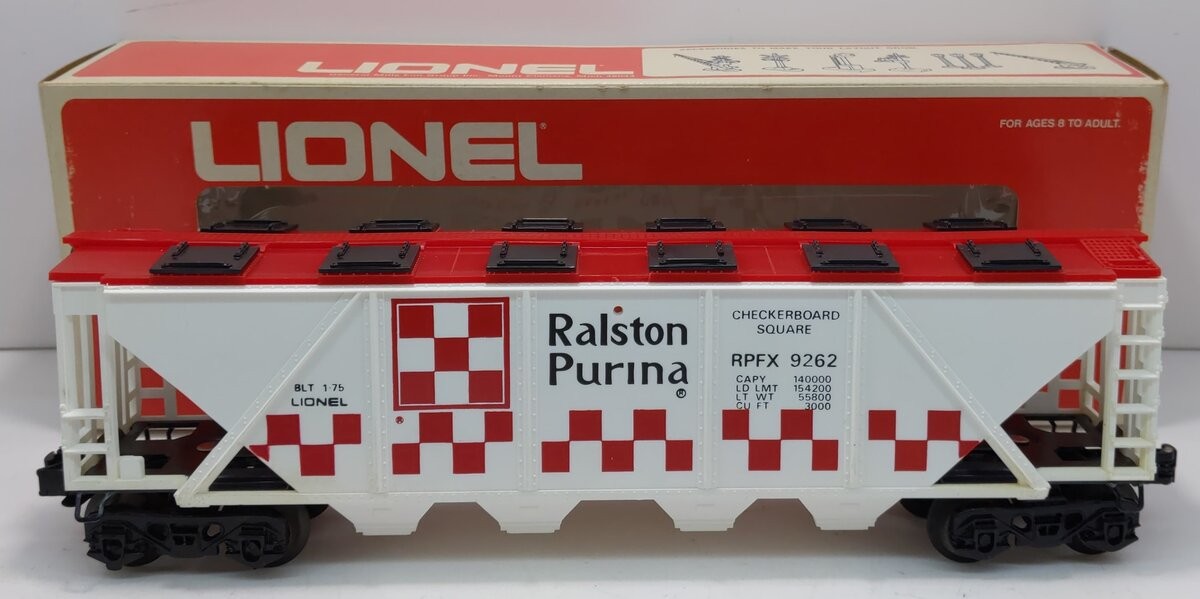 LIONEL
LIONEL
FOR AGES 8 TO ADULT.
Ralston
Purina
®
®
CHECKERBOARD
SQUARE
RPFX 9262
CAPY 140000
LD LMT 154200
LT WT 55800
CU FT 3000
BLT 1-75
LIONEL